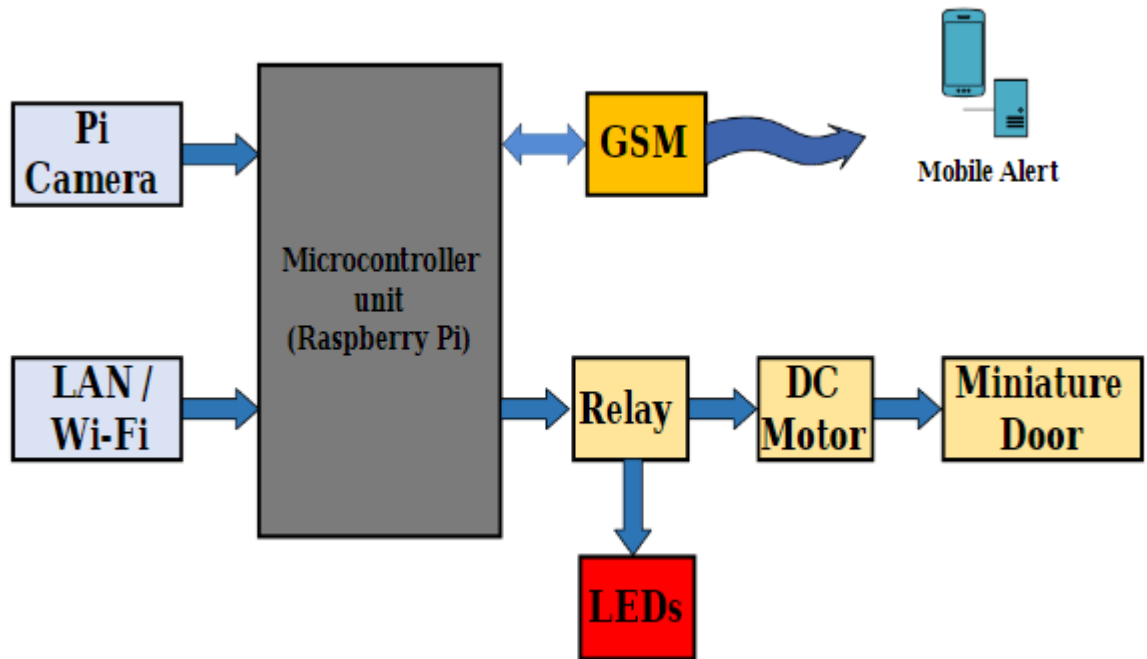 Pi
Camera
GSM
Mobile Alert
Microcontroller
unit
(Raspberry Pi)
LAN /
Wi-Fi
Relay
DC
Motor
Miniature
Door
LEDs